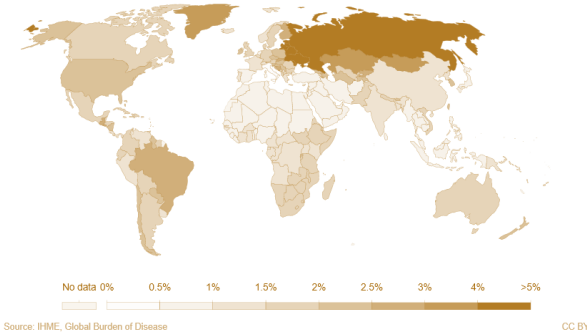 No data 0% 0.5% 1% 1.5% 2% 2.5% 3% 4% >5%
Source: IHME, Global Burden of Disease CC BY